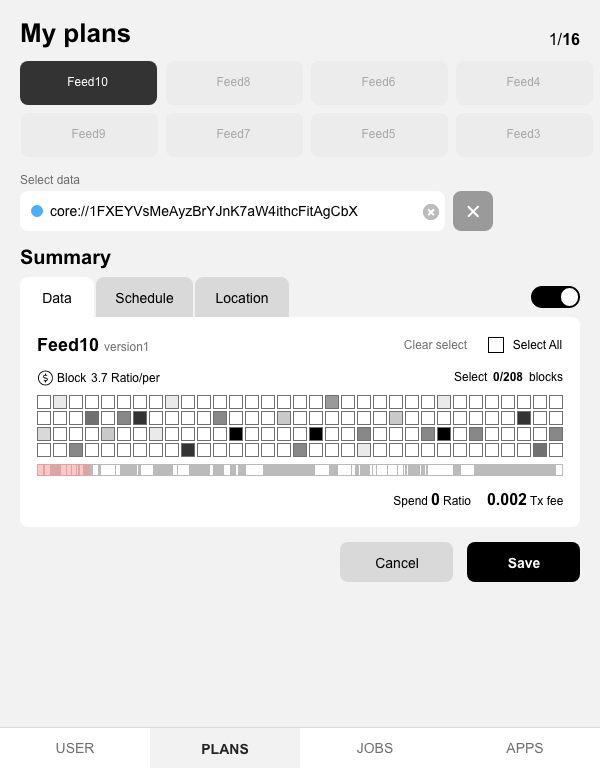 My plans
1/16
Feed10 Feed8 Feed6 Feed4
Feed9 Feed7 Feed5 Feed3
Select data
core://1FXEYVsMeAyzBrYJnK7aW4ithcFitAgCbX
Summary
Data Schedule Location
Feed10 version1 Clear select Select All
$ Block 3.7 Ratio/per Select 0/208 blocks
Spend 0 Ratio 0.002 Tx fee
Cancel Save
USER PLANS JOBS APPS